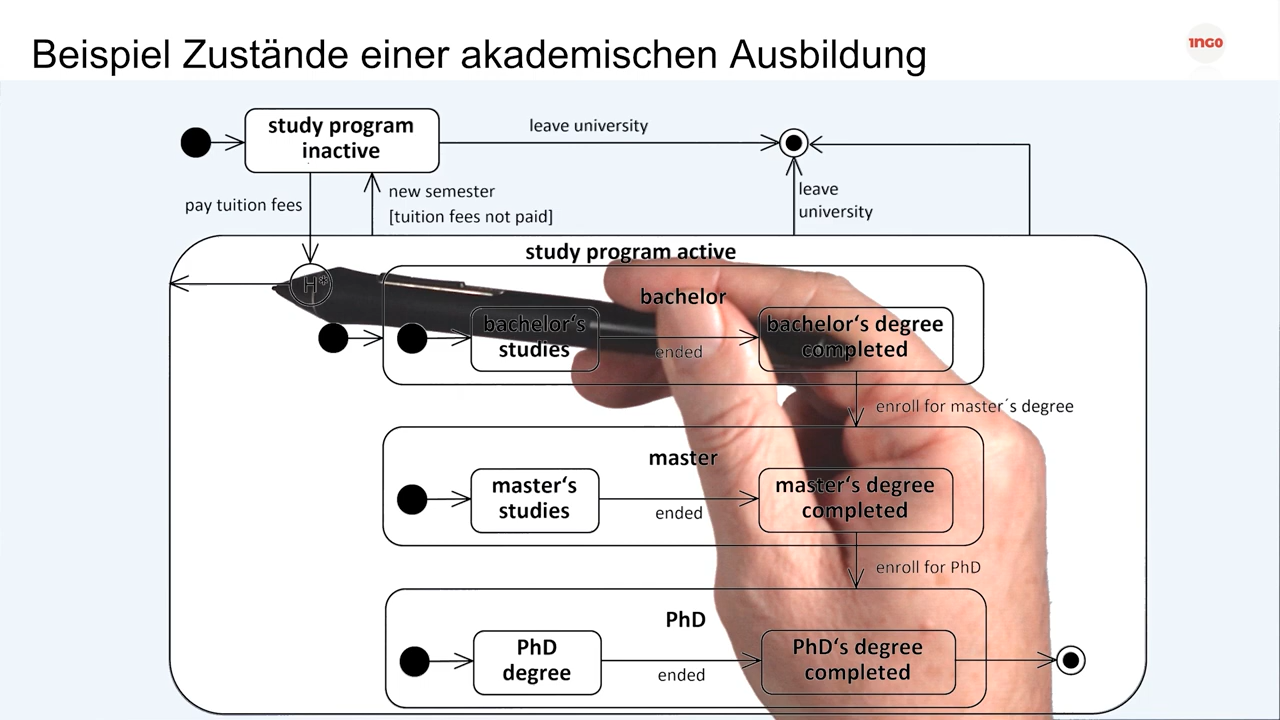 Beispiel Zustände einer akademischen Ausbildung
1NG0
study program
inactive
leave university
pay tuition fees
new semester
[tuition fees not paid]
leave
university
study program active
H*
bachelor
bachelor‘s
studies
ended
bachelor‘s degree
completed
enroll for master´s degree
master
master‘s
studies
ended
master‘s degree
completed
enroll for PhD
PhD
PhD
degree
ended
PhD‘s degree
completed